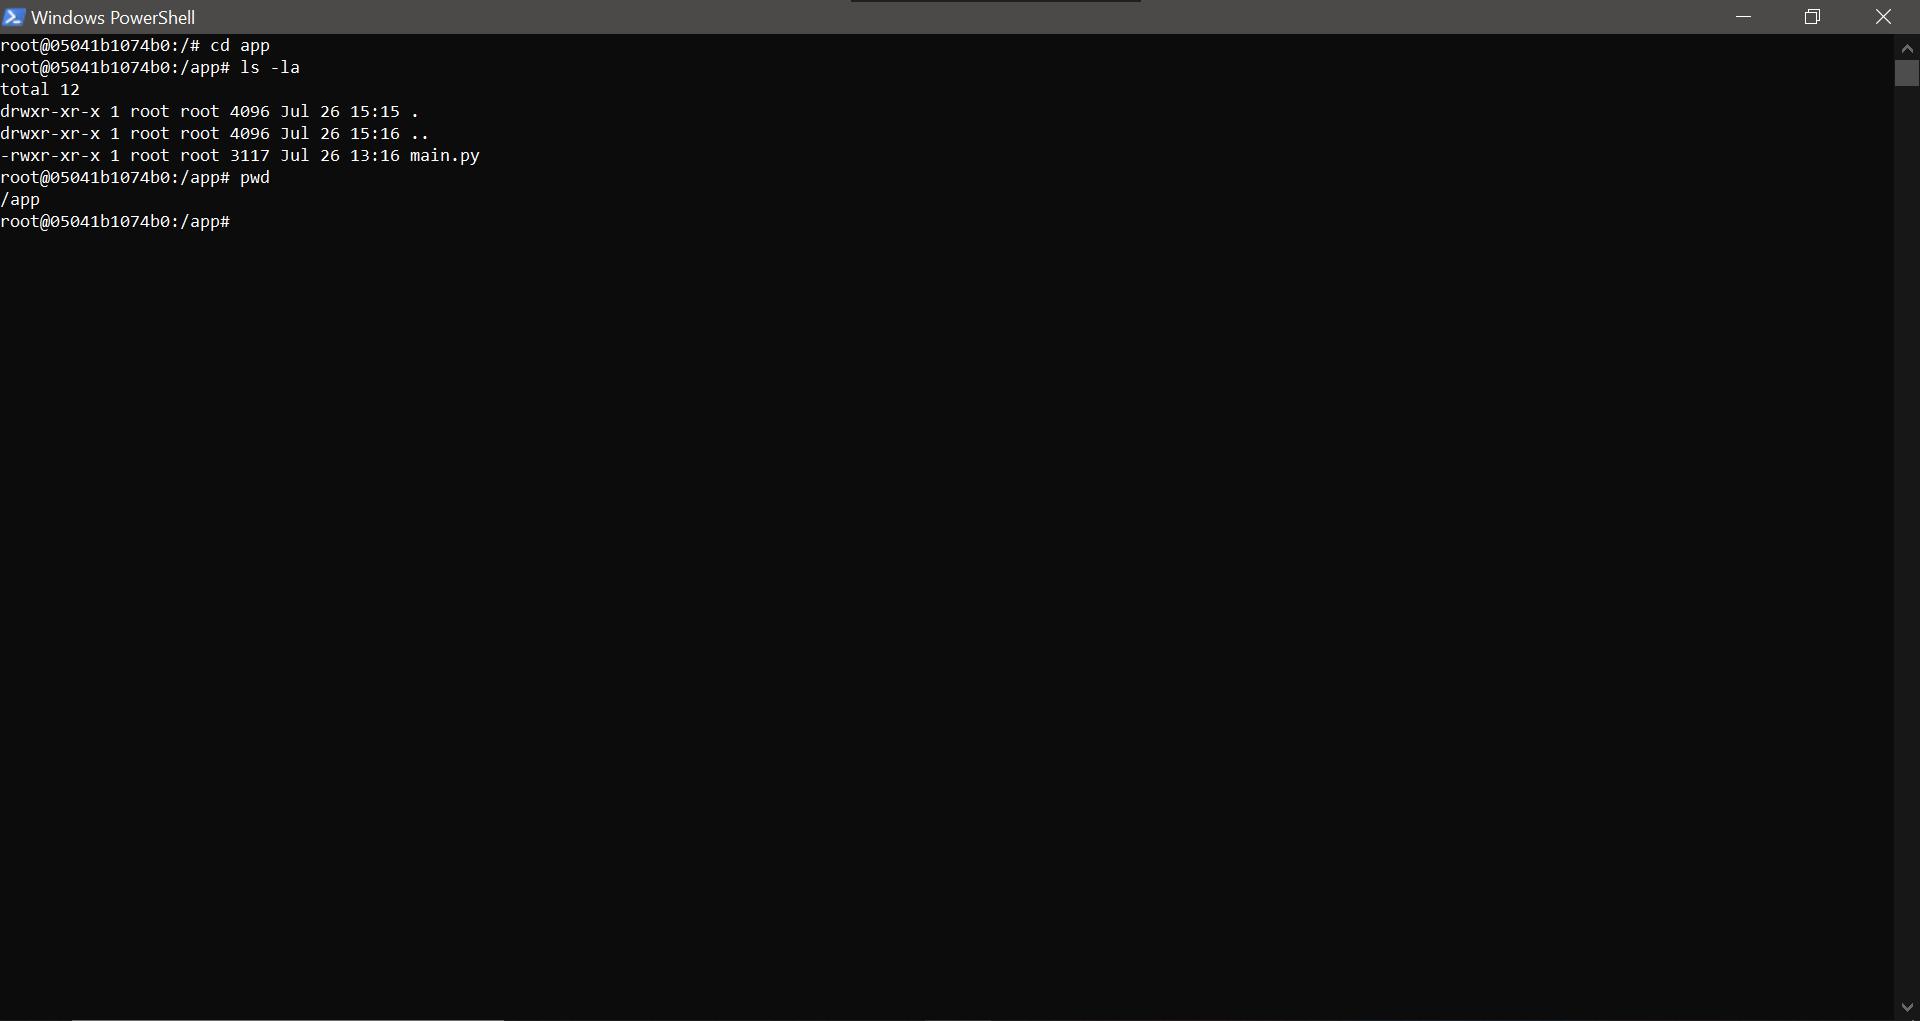 Windows PowerShell
root@05041b1074b0:/# cd app
root@05041b1074b0:/app# ls -la
total 12
drwxr-xr-x 1 root root 4096 Jul 26 15:15 .
drwxr-xr-x 1 root root 4096 Jul 26 15:16 ..
-rwxr-xr-x 1 root root 3117 Jul 26 13:16 main.py
root@05041b1074b0:/app# pwd
/app
root@05041b1074b0:/app#